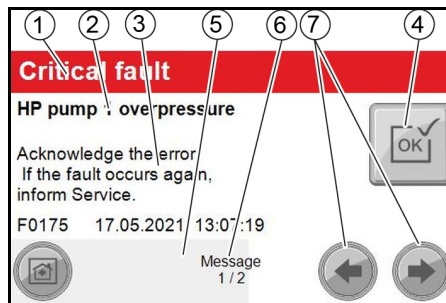 1 2 3 5 6 7 4
Critical fault
HP pump 1 overpressure
Acknowledge the error
If the fault occurs again,
inform Service.
OK
F0175 17.05.2021 13:07:19
Message
1 / 2